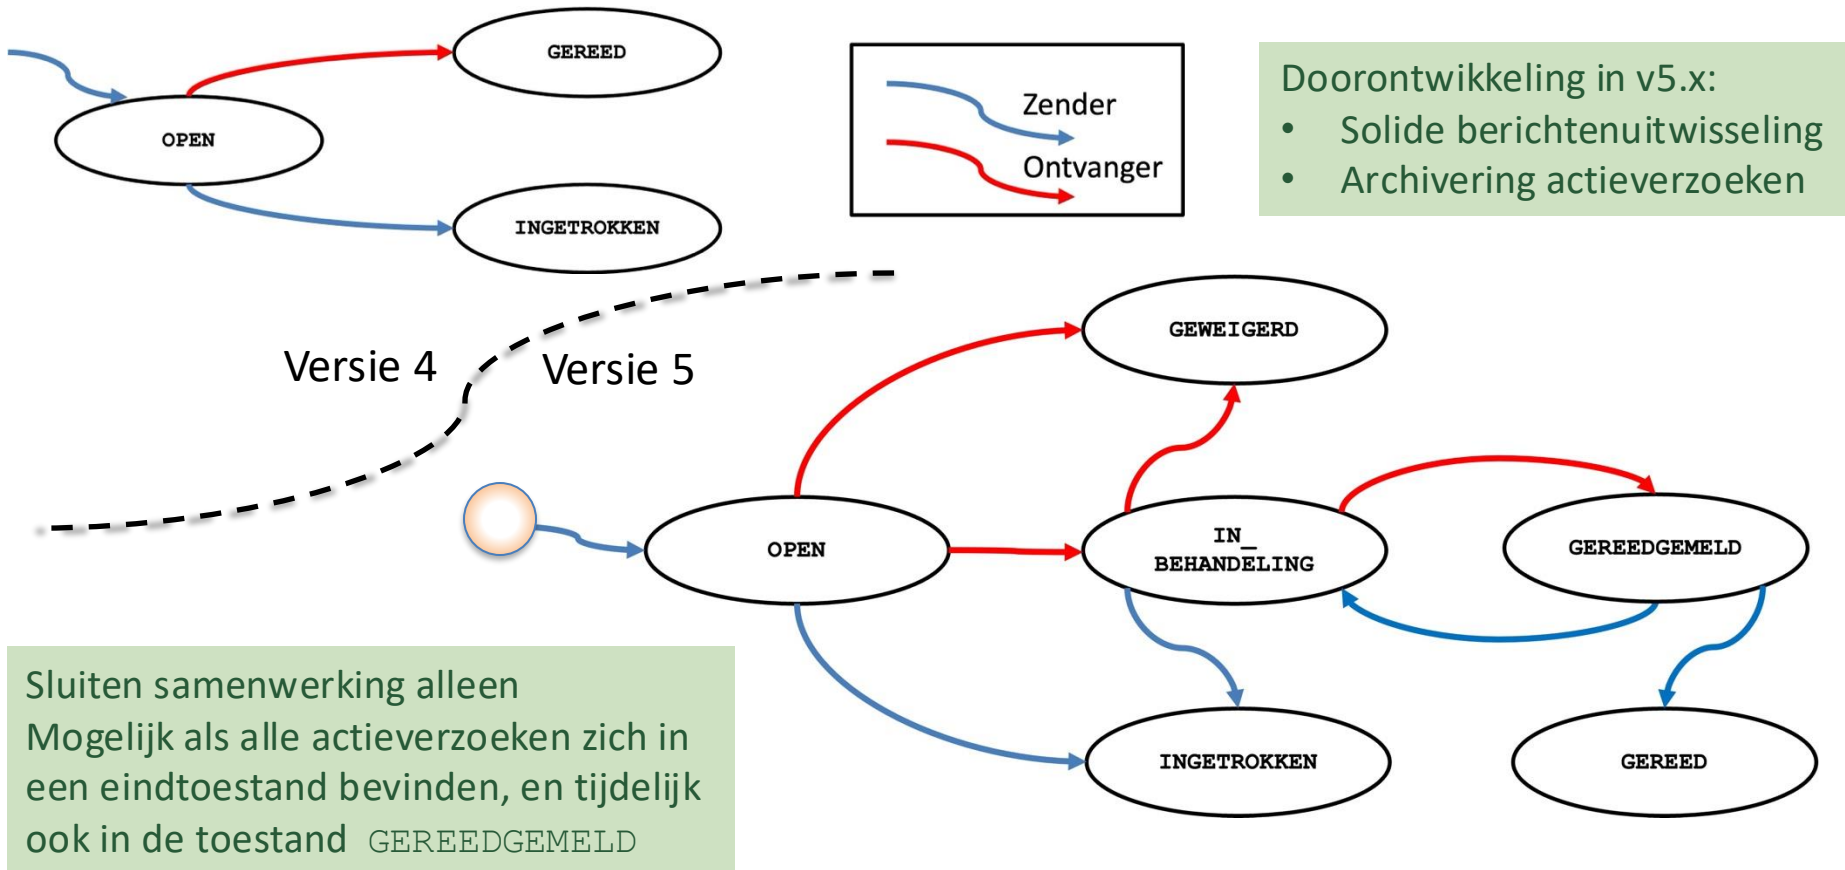 GEREED
OPEN
INGETROKKEN
Zender
Ontvanger
Doorontwikkeling in v5.x:
• Solide berichtenuitwisseling
• Archivering actieverzoeken
Versie 4
Versie 5
GEWEIGERD
OPEN
IN_
BEHANDELING
GEREEDGEMELD
INGETROKKEN
GEREED
Sluiten samenwerking alleen
Mogelijk als alle actieverzoeken zich in
een eindtoestand bevinden, en tijdelijk
ook in de toestand GEREEDGEMELD